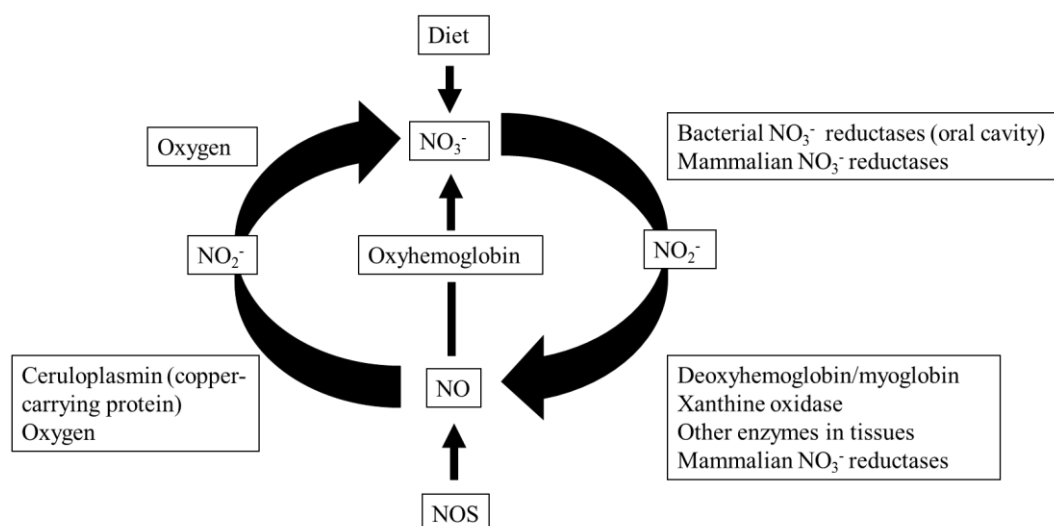 Diet
Oxygen
NO₃⁻
Bacterial NO₃⁻ reductases (oral cavity)
Mammalian NO₃⁻ reductases
NO₂⁻
Oxyhemoglobin
NO₂⁻
Ceruloplasmin (copper-
carrying protein)
Oxygen
NO
Deoxyhemoglobin/myoglobin
Xanthine oxidase
Other enzymes in tissues
Mammalian NO₃⁻ reductases
NOS